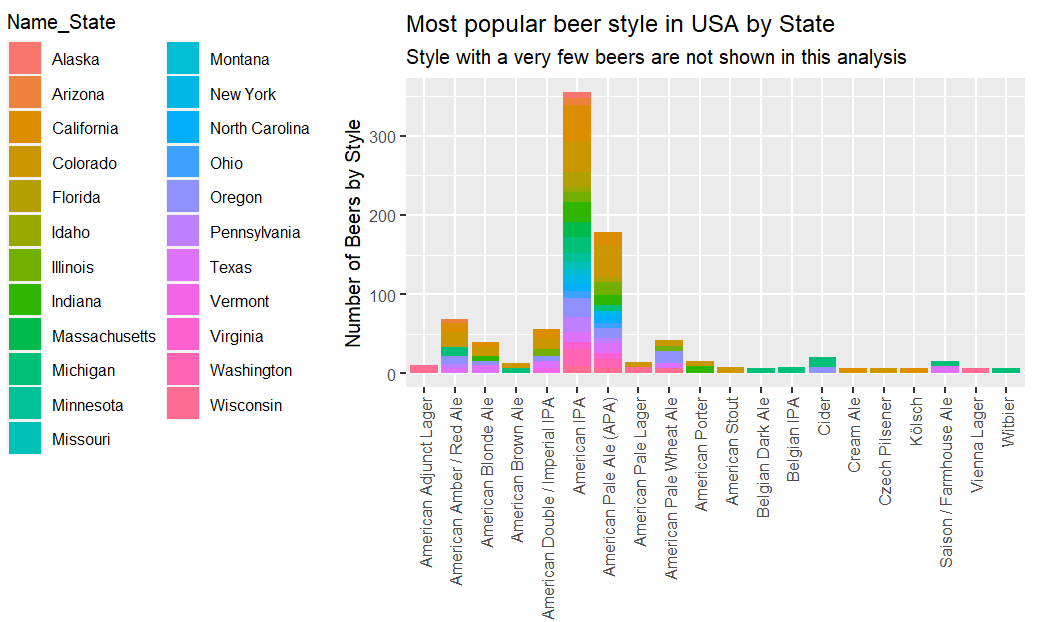 Name_State
Alaska
Arizona
California
Colorado
Florida
Idaho
Illinois
Indiana
Massachusetts
Michigan
Minnesota
Missouri
Montana
New York
North Carolina
Ohio
Oregon
Pennsylvania
Texas
Vermont
Virginia
Washington
Wisconsin
Most popular beer style in USA by State
Style with a very few beers are not shown in this analysis
Number of Beers by Style
300
200
100
0
American Adjunct Lager
American Amber / Red Ale
American Blonde Ale
American Brown Ale
American Double / Imperial IPA
American IPA
American Pale Ale (APA)
American Pale Lager
American Pale Wheat Ale
American Porter
American Stout
Belgian Dark Ale
Belgian IPA
Cider
Cream Ale
Czech Pilsener
Kölsch
Saison / Farmhouse Ale
Vienna Lager
Witbier